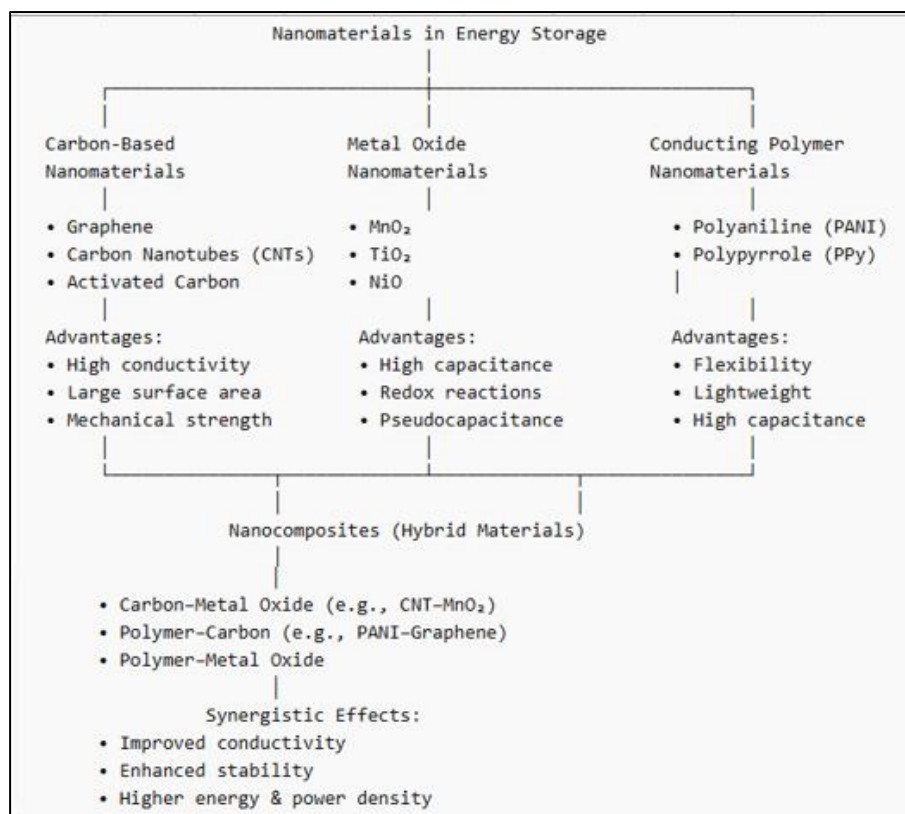 Nanomaterials in Energy Storage
Carbon-Based
Nanomaterials
• Graphene
• Carbon Nanotubes (CNTs)
• Activated Carbon
Advantages:
• High conductivity
• Large surface area
• Mechanical strength
Metal Oxide
Nanomaterials
• MnO₂
• TiO₂
• NiO
Advantages:
• High capacitance
• Redox reactions
• Pseudocapacitance
Conducting Polymer
Nanomaterials
• Polyaniline (PANI)
• Polypyrrole (PPy)
Advantages:
• Flexibility
• Lightweight
• High capacitance
Nanocomposites (Hybrid Materials)
• Carbon–Metal Oxide (e.g., CNT–MnO₂)
• Polymer–Carbon (e.g., PANI–Graphene)
• Polymer–Metal Oxide
Synergistic Effects:
• Improved conductivity
• Enhanced stability
• Higher energy & power density